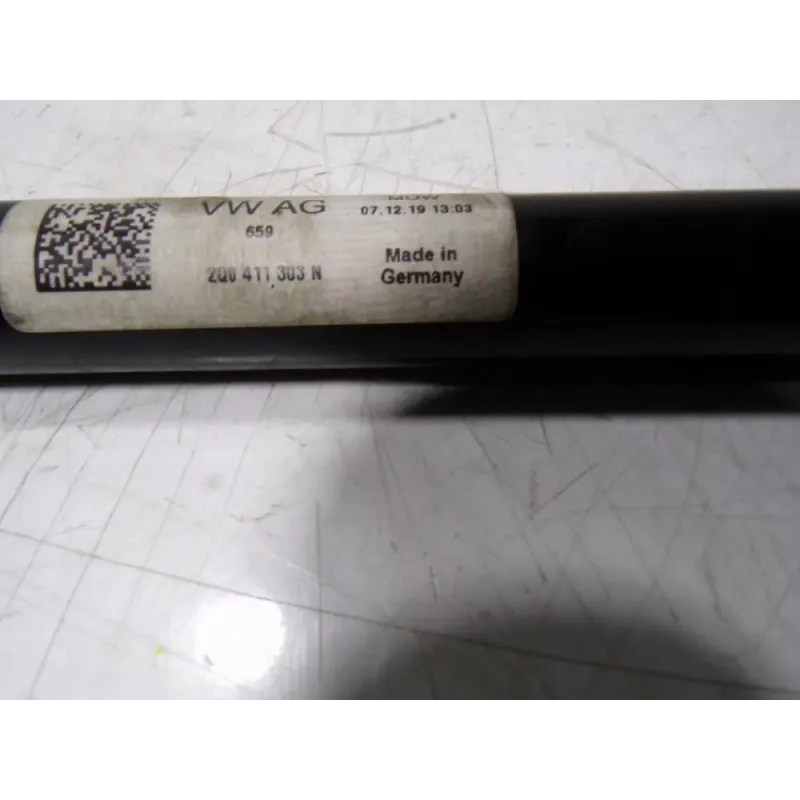 VW AG
659
2Q0 411 303 N
07.12.19 13:03
Made in
Germany